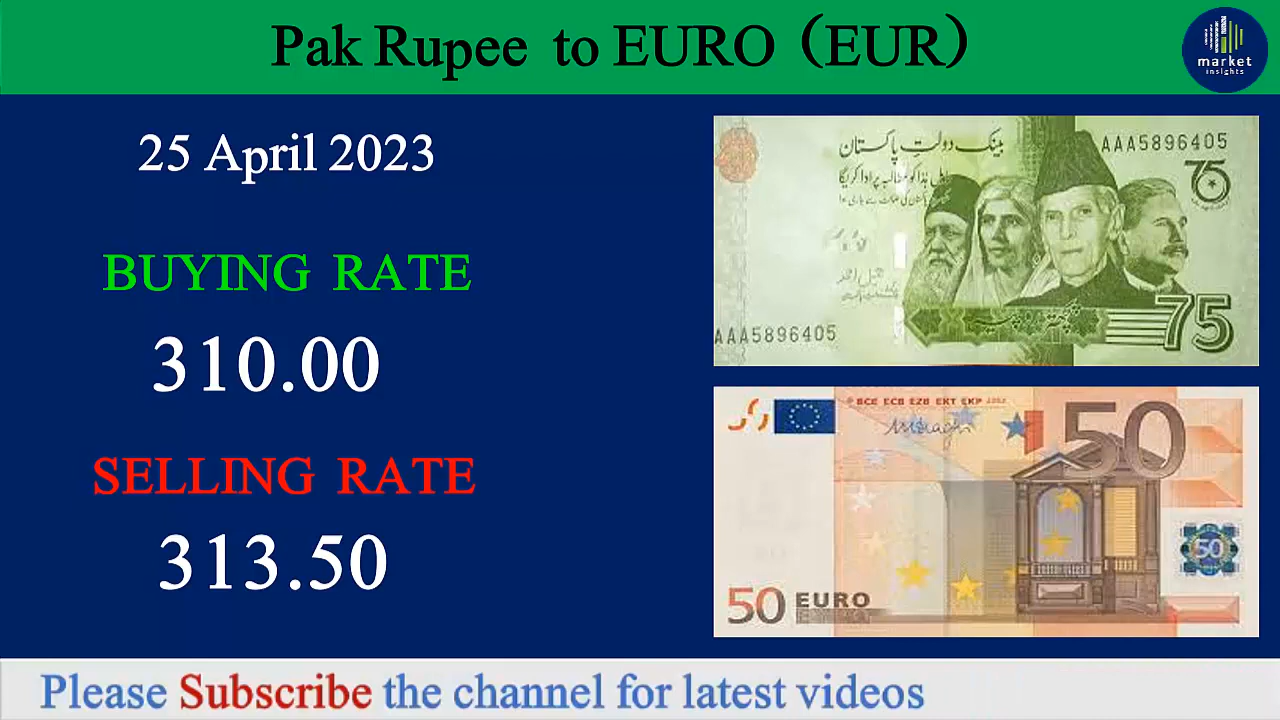 Pak Rupee to EURO (EUR)
market
insights
25 April 2023
BUYING RATE
310.00
SELLING RATE
313.50
بینک دولتِ پاکستان
AAA5896405
75
AAA5896405
75
BCE ECB EZB EKT EKP 2002
50
50
50 EURO
ΕΥΡΩ
Please Subscribe the channel for latest videos